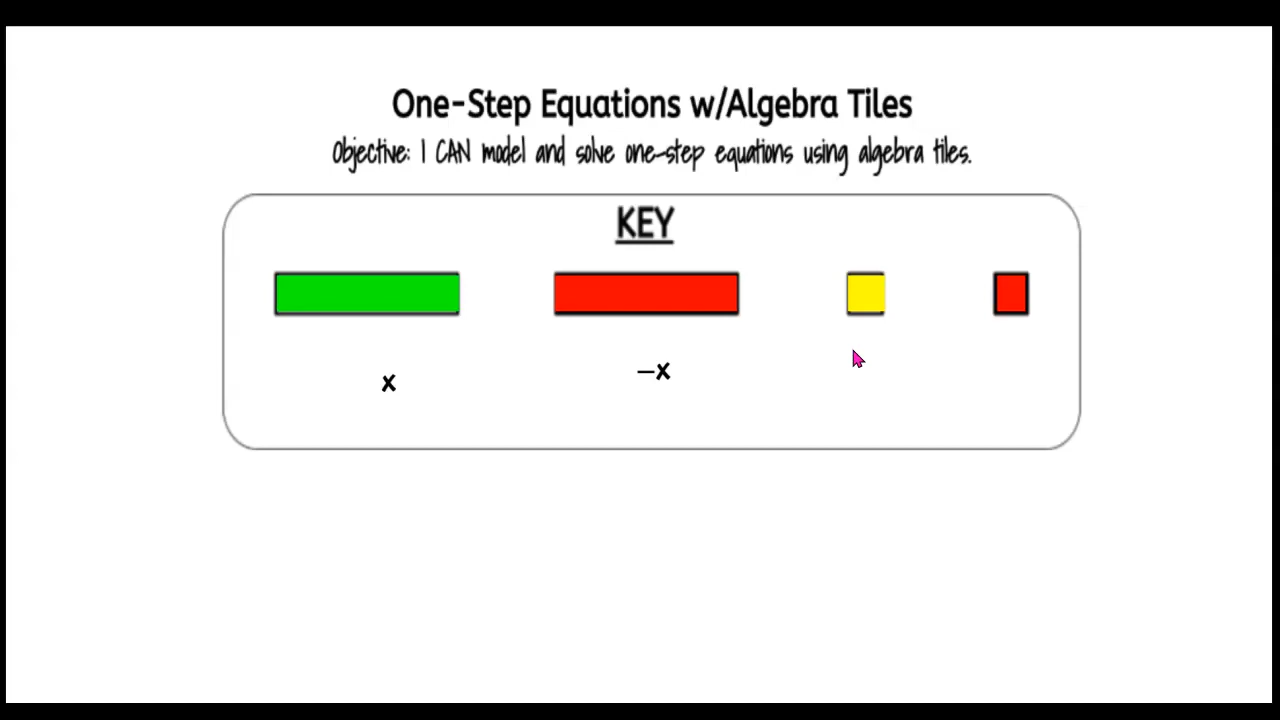 One-Step Equations w/Algebra Tiles
Objective: I CAN model and solve one-step equations using algebra tiles.
KEY
x
–x